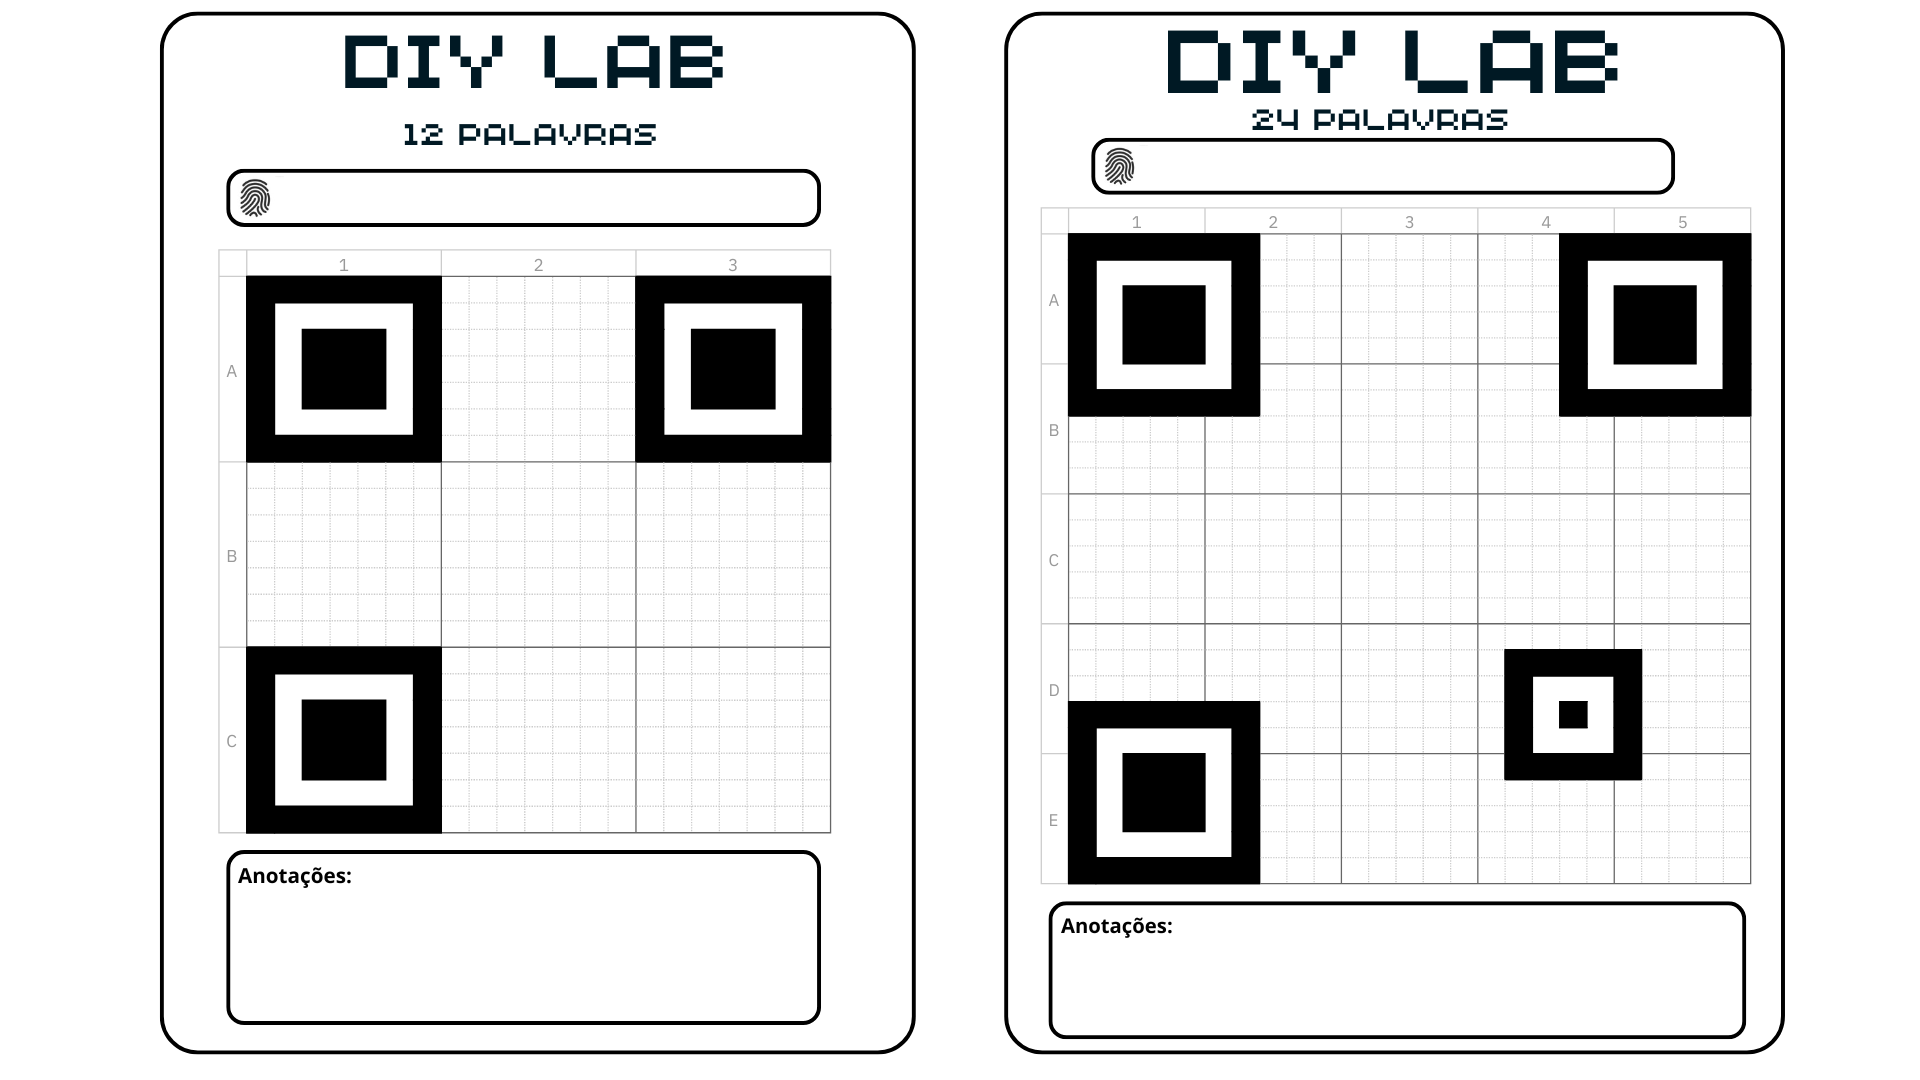 DIY LAB
12 PALAVRAS
1 2 3
A
B
C
Anotações:
DIY LAB
24 PALAVRAS
1 2 3 4 5
A
B
C
D
E
Anotações: